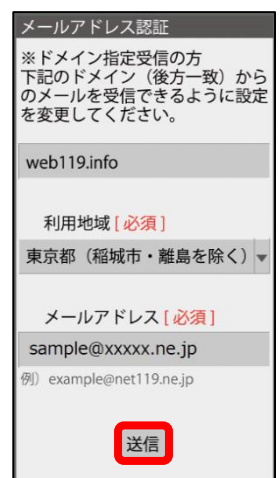 メールアドレス認証
※ドメイン指定受信の方
下記のドメイン（後方一致）から
のメールを受信できるように設定
を変更してください。
web119.info
利用地域 [ 必須 ]
東京都（稲城市・離島を除く）
メールアドレス [ 必須 ]
sample@xxxxx.ne.jp
例）example@net119.ne.jp
送信